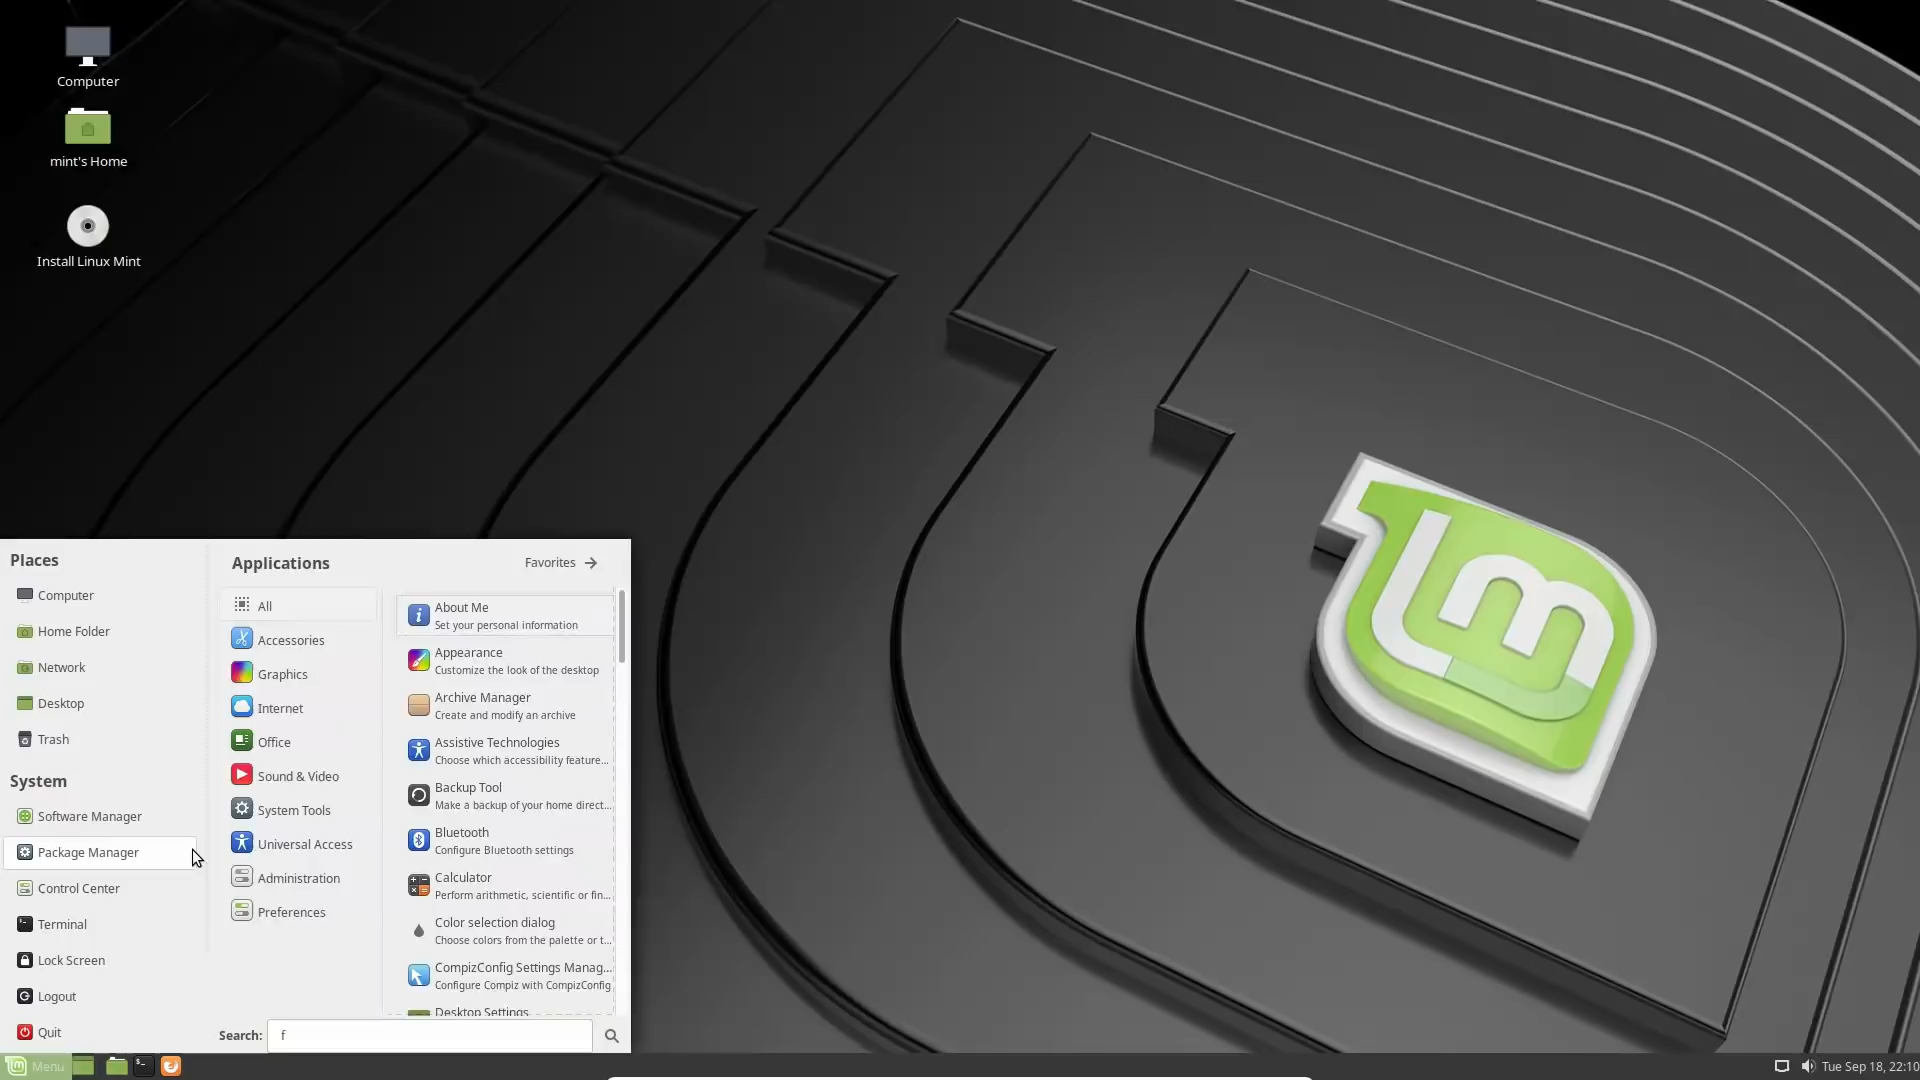 Computer
mint's Home
Install Linux Mint
Places
Computer
Home Folder
Network
Desktop
Trash
System
Software Manager
Package Manager
Control Center
Terminal
Lock Screen
Logout
Quit
Applications
Favorites
All
Accessories
Graphics
Internet
Office
Sound & Video
System Tools
Universal Access
Administration
Preferences
About Me
Set your personal information
Appearance
Customize the look of the desktop
Archive Manager
Create and modify an archive
Assistive Technologies
Choose which accessibility feature...
Backup Tool
Make a backup of your home direct...
Bluetooth
Configure Bluetooth settings
Calculator
Perform arithmetic, scientific or fin...
Color selection dialog
Choose colors from the palette or t...
CompizConfig Settings Manag...
Configure Compiz with CompizConfig
Desktop Settings
Search: f
Menu
Tue Sep 18, 22:10